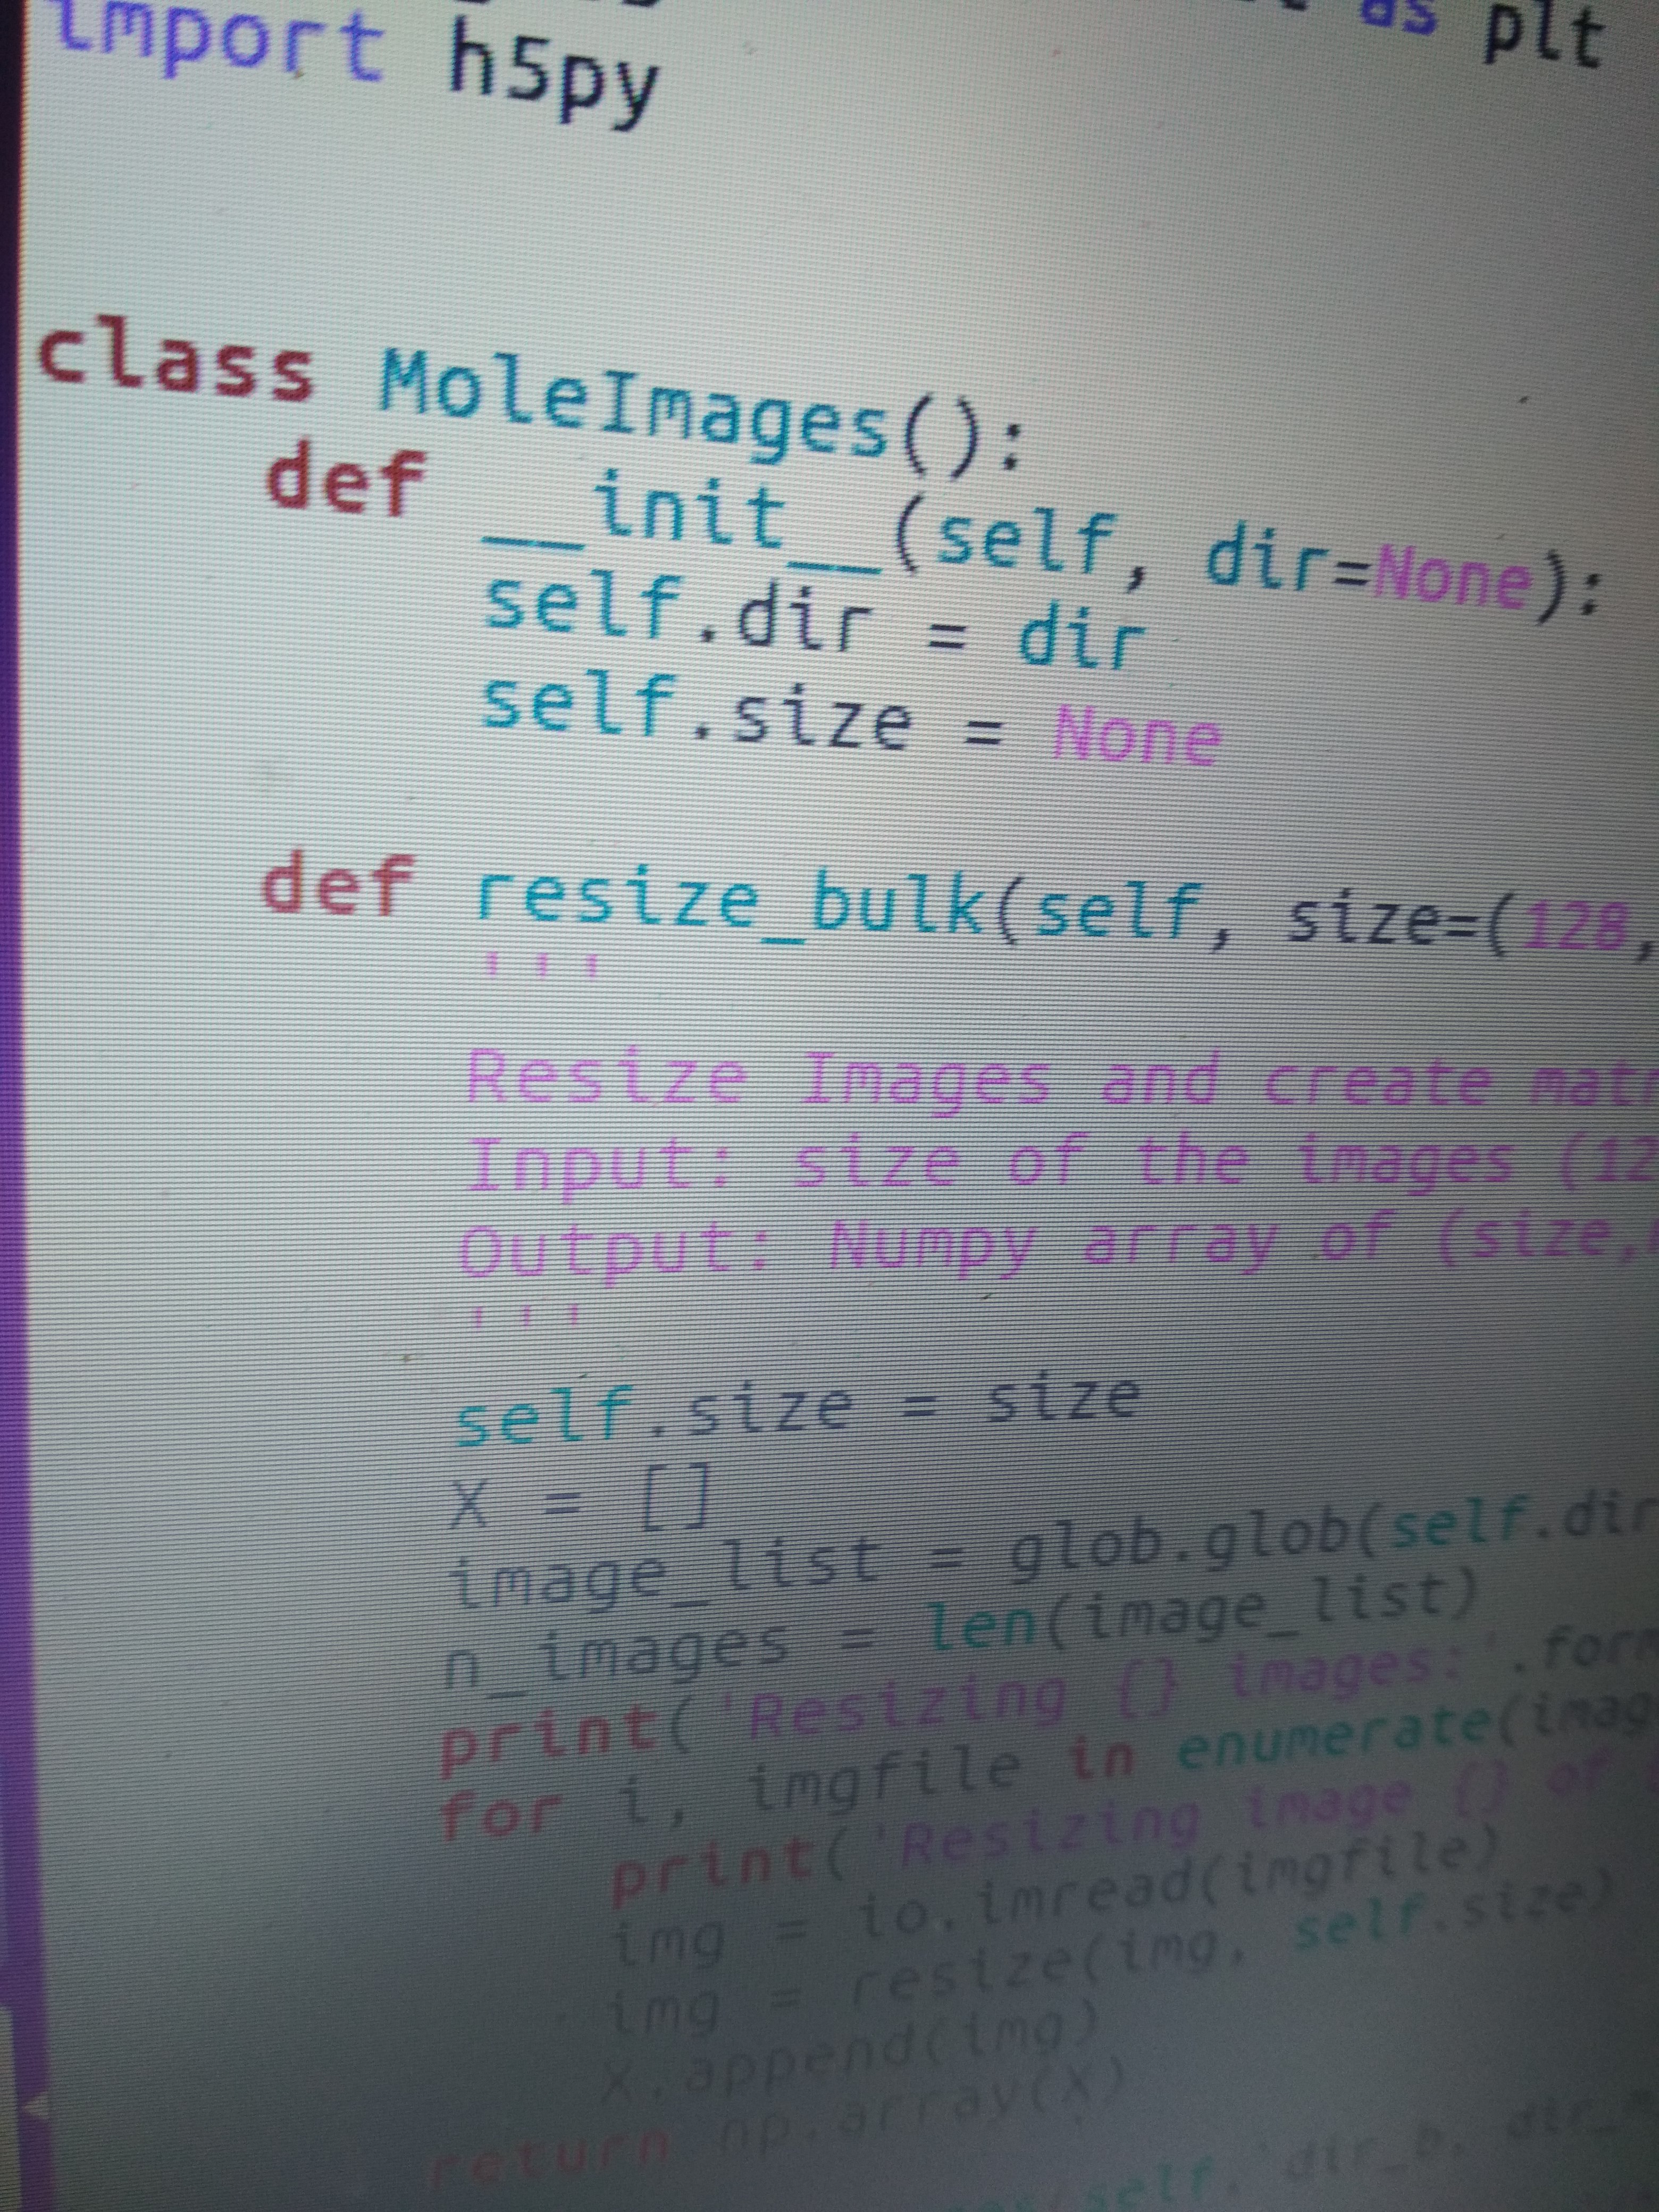 as plt
import h5py
class MoleImages():
def __init__(self, dir=None):
self.dir = dir
self.size = None
def resize_bulk(self, size=(128,
'''
Resize Images and create matr
Input: size of the images (12
Output: Numpy array of (size,
'''
self.size = size
X = []
image_list = glob.glob(self.dir
n_images = len(image_list)
print('Resizing {} images:'.form
for i, imgfile in enumerate(imag
print('Resizing image {} of
img = io.imread(imgfile)
img = resize(img, self.size)
X.append(img)
return np.array(X)
(self, dir_b, dir_